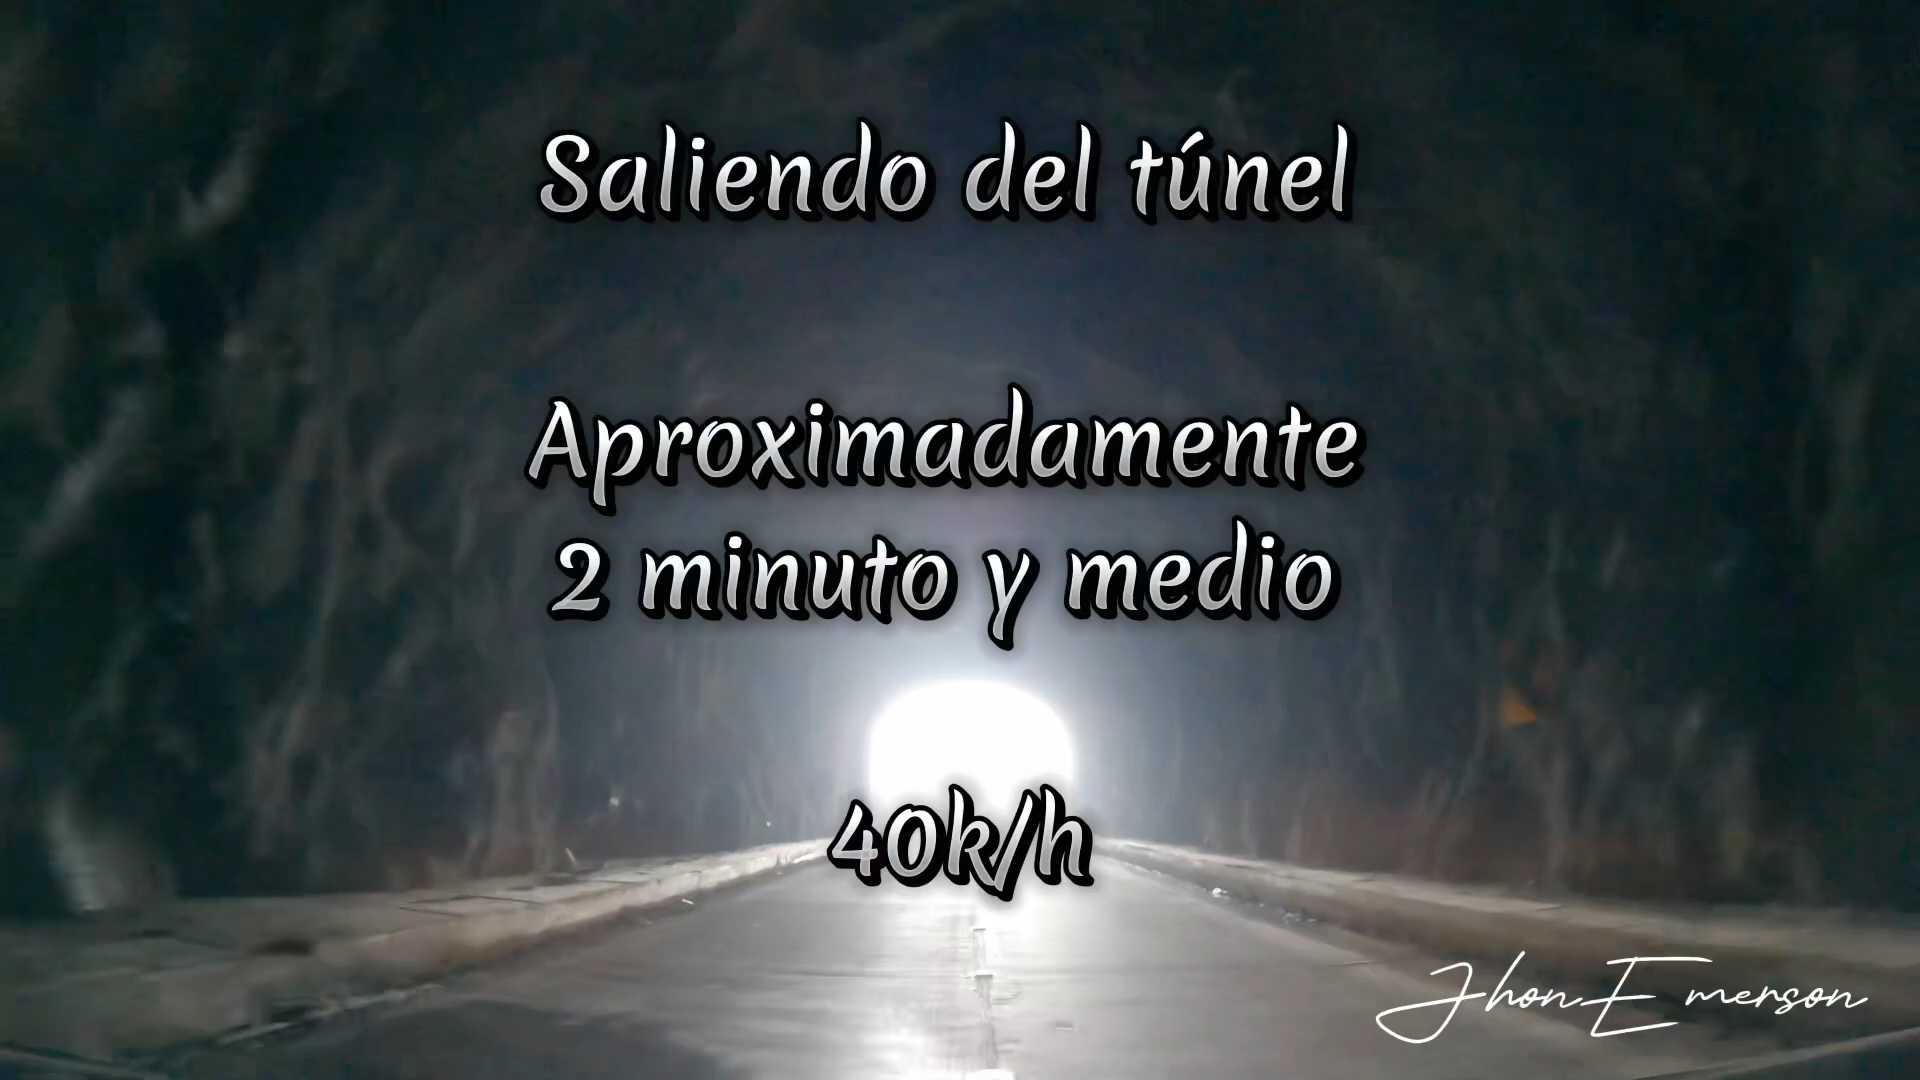 Saliendo del túnel
Aproximadamente
2 minuto y medio
40k/h
Jhon Emerson